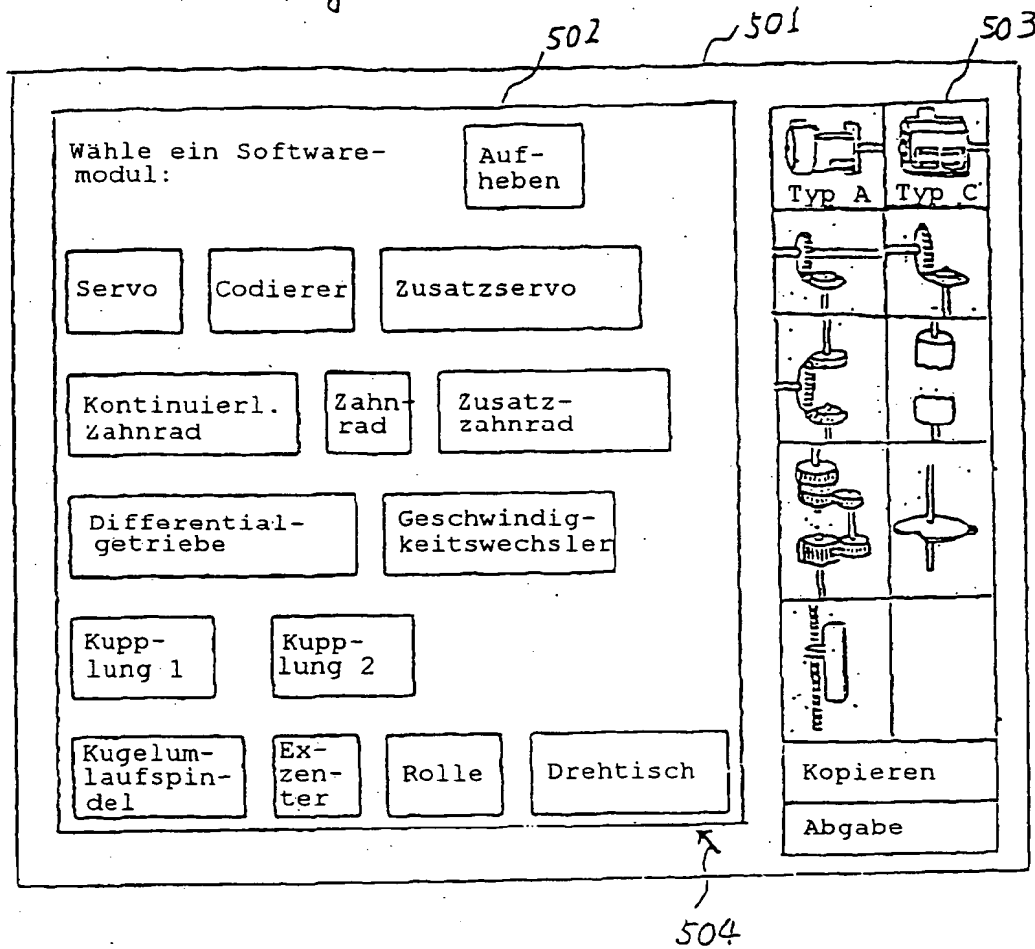 502
501
503
Wähle ein Software-
modul:
Auf-
heben
Typ A
Typ C
Servo
Codierer
Zusatzservo
Kontinuierl.
Zahnrad
Zahn-
rad
Zusatz-
zahnrad
Differential-
getriebe
Geschwindig-
keitswechsler
Kupp-
lung 1
Kupp-
lung 2
Kugelum-
laufspin-
del
Ex-
zen-
ter
Rolle
Drehtisch
Kopieren
Abgabe
504